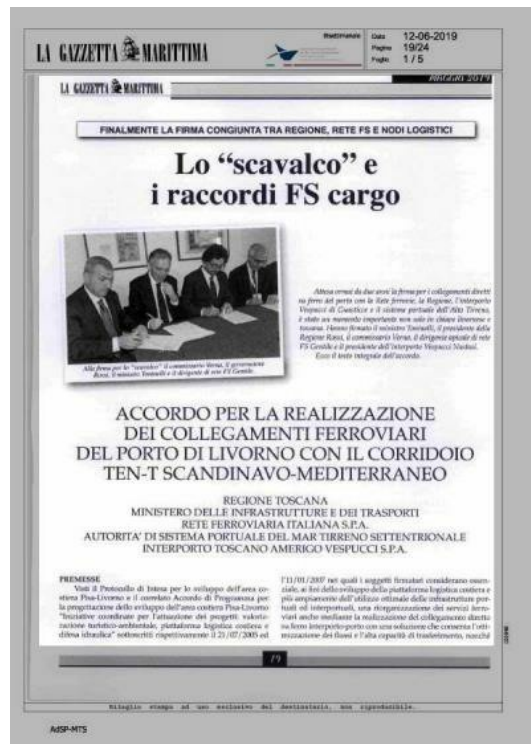 LA GAZZETTA MARITTIMA
Settimanale
Data 12-06-2019
Pagina 19/24
Foglio 1 / 5
LA GAZZETTA MARITTIMA
MAGGIO 2019
FINALMENTE LA FIRMA CONGIUNTA TRA REGIONE, RETE FS E NODI LOGISTICI
Lo “scavalco” e
i raccordi FS cargo
Attesa ormai da due anni la firma per i collegamenti diretti
su ferro del porto con la Rete ferrovie, la Regione, l'interporto
Vespucci di Guasticce e il sistema portuale dell'Alto Tirreno,
è stato un momento importante non solo in chiave livornese e
toscana. Hanno firmato il ministro Toninelli, il presidente della
Regione Rossi, il commissario Verna, il dirigente apicale di rete
FS Gentile e il presidente dell'Interporto Vespucci Nastasi.
Ecco il testo integrale dell'accordo.
Alla firma per lo “scavalco” il commissario Verna, il governatore
Rossi, il ministro Toninelli e il dirigente di rete FS Gentile.
ACCORDO PER LA REALIZZAZIONE
DEI COLLEGAMENTI FERROVIARI
DEL PORTO DI LIVORNO CON IL CORRIDOIO
TEN-T SCANDINAVO-MEDITERRANEO
REGIONE TOSCANA
MINISTERO DELLE INFRASTRUTTURE E DEI TRASPORTI
RETE FERROVIARIA ITALIANA S.P.A.
AUTORITA' DI SISTEMA PORTUALE DEL MAR TIRRENO SETTENTRIONALE
INTERPORTO TOSCANO AMERIGO VESPUCCI S.P.A.
PREMESSE
Visti il Protocollo di Intesa per lo sviluppo dell'area co-
stiera Pisa-Livorno e il correlato Accordo di Programma per
la progettazione dello sviluppo dell'area costiera Pisa-Livorno
"Iniziative coordinate per l'attuazione dei progetti valoriz-
zazione turistico-ambientale, piattaforma logistica costiera e
difesa idraulica" sottoscritti rispettivamente il 21/07/2005 ed
l'11/01/2007 nei quali i soggetti firmatari considerano essen-
ziale, ai fini dello sviluppo della piattaforma logistica costiera e
più ampiamente dell'utilizzo ottimale delle infrastrutture por-
tuali ed interportuali, una riorganizzazione dei servizi ferro-
viari anche mediante la realizzazione del collegamento diretto
su ferro interporto-porto con una soluzione che consenta l'otti-
mizzazione dei flussi e l'alta capacità di trasferimento, nonché
19
Ritaglio stampa ad uso esclusivo del destinatario, non riproducibile.
AdSP-MTS